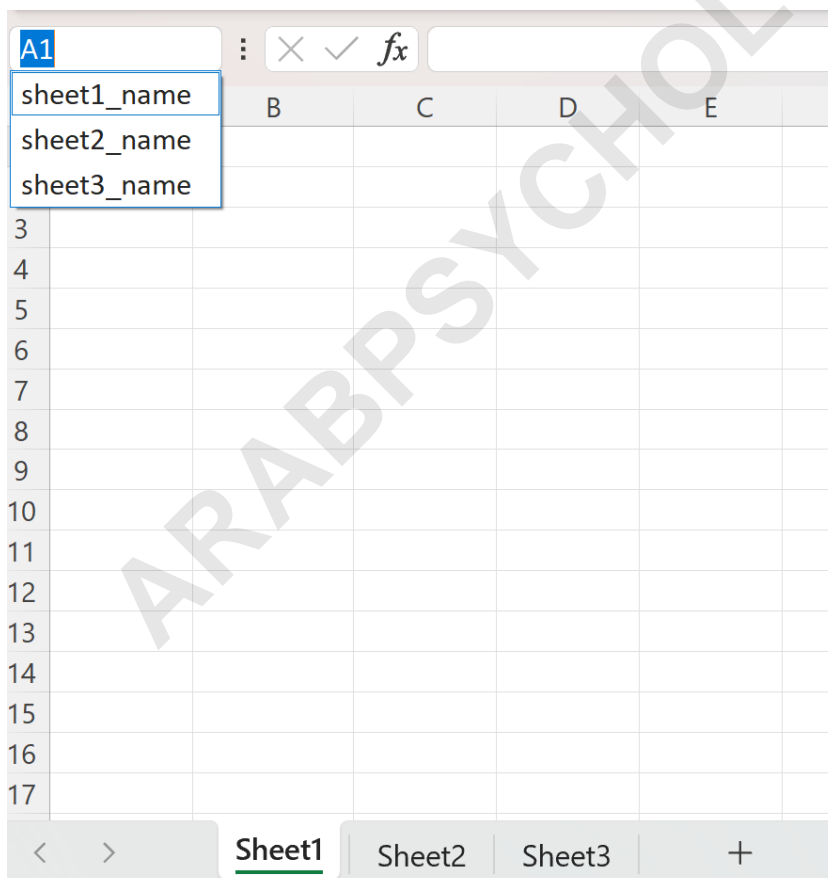 A1
fx
sheet1_name
sheet2_name
sheet3_name
B C D E
3
4
5
6
7
8
9
10
11
12
13
14
15
16
17
Sheet1 Sheet2 Sheet3 +
ARABPSYCHOL